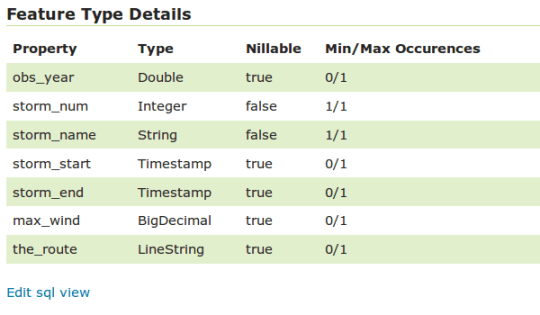 Feature Type Details
Property Type Nillable Min/Max Occurences
obs_year Double true 0/1
storm_num Integer false 1/1
storm_name String false 1/1
storm_start Timestamp true 0/1
storm_end Timestamp true 0/1
max_wind BigDecimal true 0/1
the_route LineString true 0/1
Edit sql view